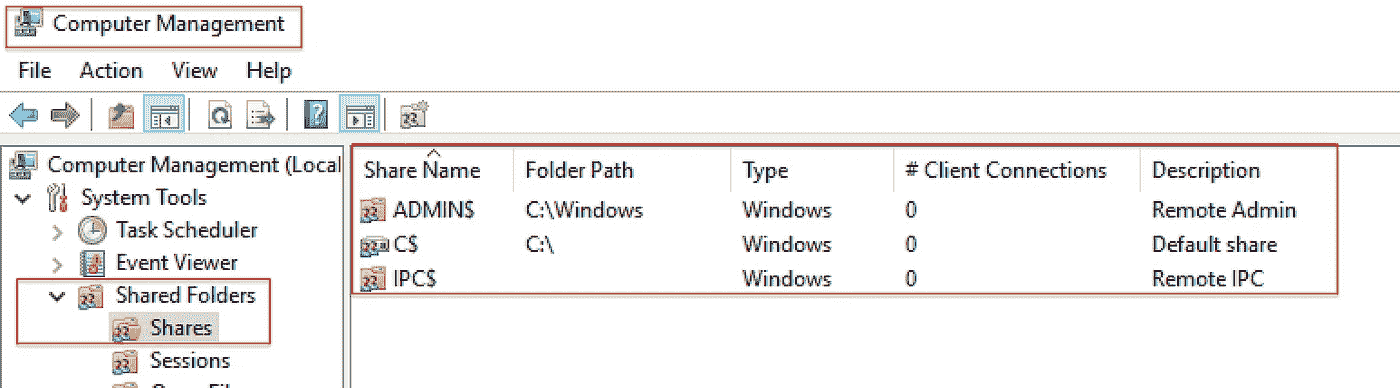 Computer Management
File Action View Help
Computer Management (Local
System Tools
Task Scheduler
Event Viewer
Shared Folders
Shares
Sessions
Share Name Folder Path Type # Client Connections Description
ADMIN$ C:\Windows Windows 0 Remote Admin
C$ C:\ Windows 0 Default share
IPC$ Windows 0 Remote IPC